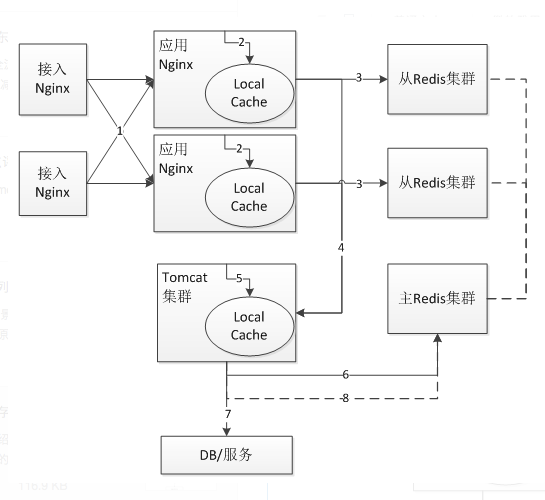 接入
Nginx
接入
Nginx
1
应用
Nginx
2
Local
Cache
应用
Nginx
2
Local
Cache
3
从Redis集群
3
从Redis集群
4
Tomcat
集群
5
Local
Cache
主Redis集群
6
8
7
DB/服务